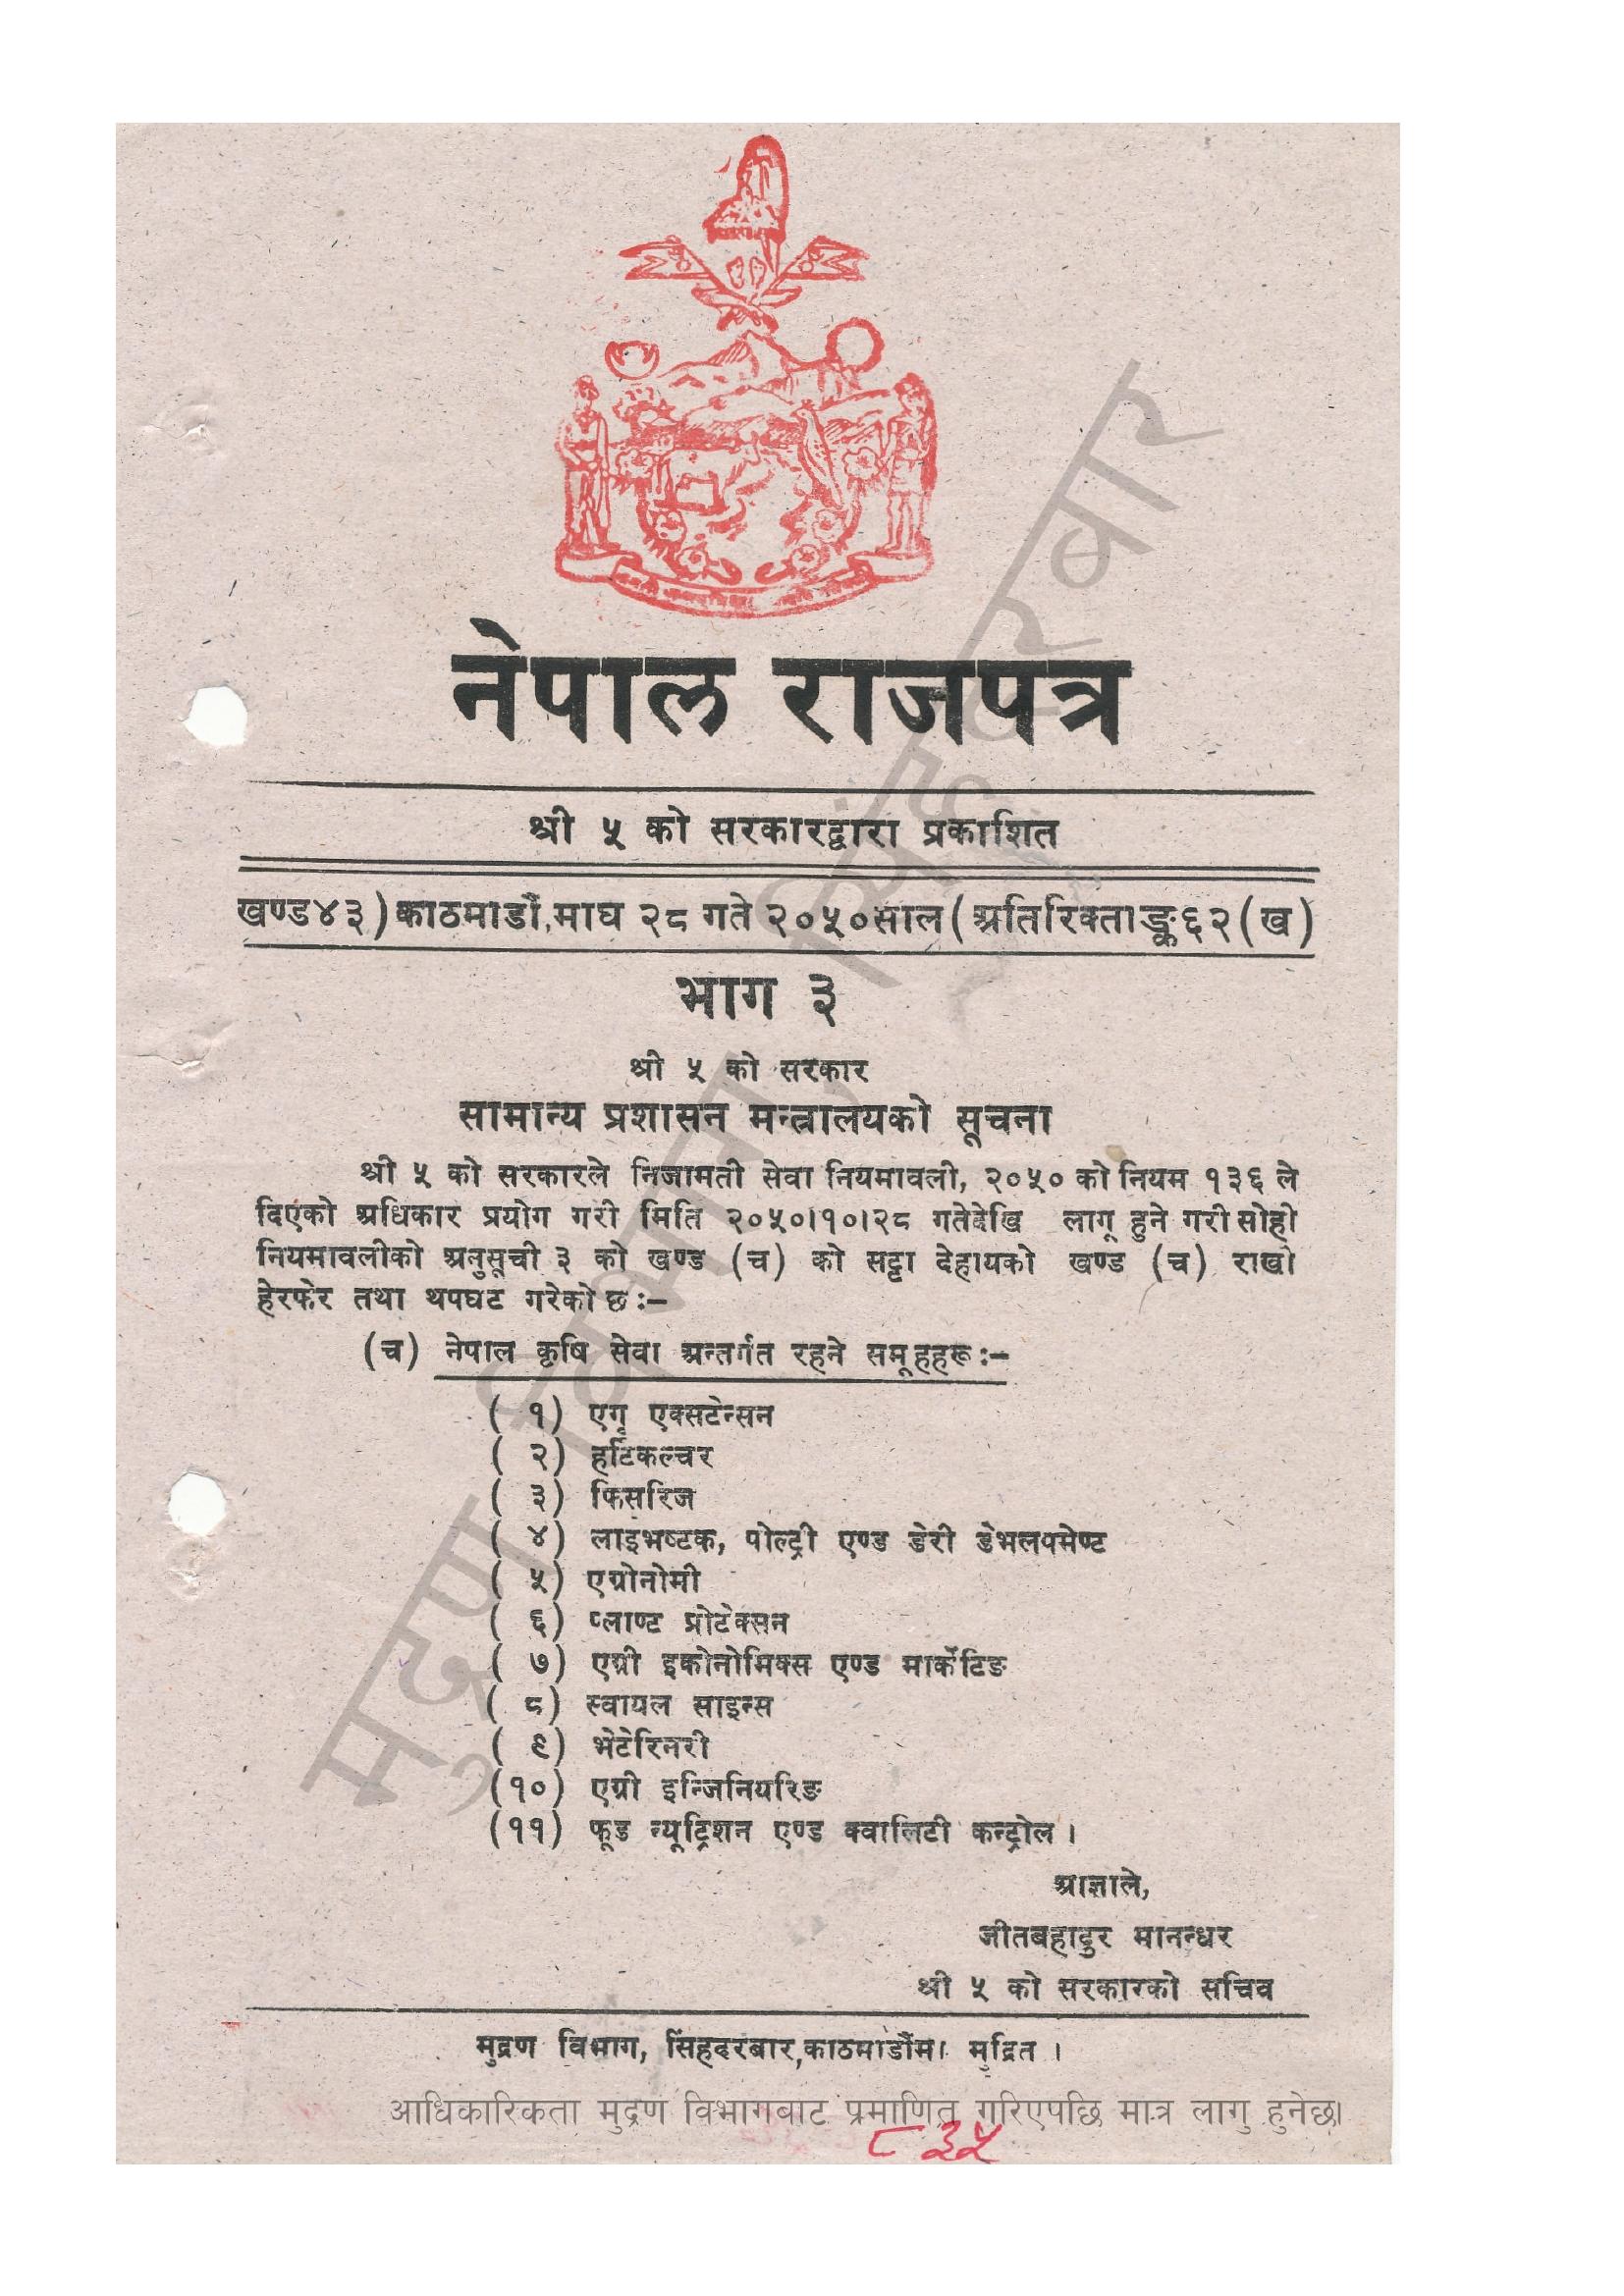 नेपाल राजपत्र
श्री ५ को सरकारद्वारा प्रकाशित
खण्ड४३) काठमाडौं,माघ २८ गते २०५०साल (अतिरिक्ताङ्क६२(ख)
भाग ३
श्री ५ को सरकार
सामान्य प्रशासन मन्त्रालयको सूचना
श्री ५ को सरकारले निजामती सेवा नियमावली, २०५० को नियम १३६ ले
दिएको अधिकार प्रयोग गरी मिति २०५०।१०।२८ गतेदेखि लागू हुने गरी सोही
नियमावलीको अनुसूची ३ को खण्ड (च) को सट्टा देहायको खण्ड (च) राखी
हेरफेर तथा थपघट गरेको छ :–
(च) नेपाल कृषि सेवा अन्तर्गत रहने समूहहरू :–
( १) एगृ एक्सटेन्सन
( २) हर्टिकल्चर
( ३) फिसरिज
( ४) लाइभष्टक, पोल्ट्री एण्ड डेरी डेभलपमेण्ट
( ५) एग्रोनोमी
( ६) प्लाण्ट प्रोटेक्सन
( ७) एग्री इकोनोमिक्स एण्ड मार्केटिङ
( ८) स्वायल साइन्स
( ९) भेटेरिनरी
(१०) एग्री इन्जिनियरिङ
(११) फूड न्यूट्रिशन एण्ड क्वालिटी कन्ट्रोल ।
आज्ञाले,
जीतबहादुर मानन्धर
श्री ५ को सरकारको सचिव
मुद्रण विभाग, सिंहदरबार,काठमाडौंमा मुद्रित ।
आधिकारिकता मुद्रण विभागबाट प्रमाणित गरिएपछि मात्र लागु हुनेछ।
८३५
मुद्रण विभाग, सिंहदरबार